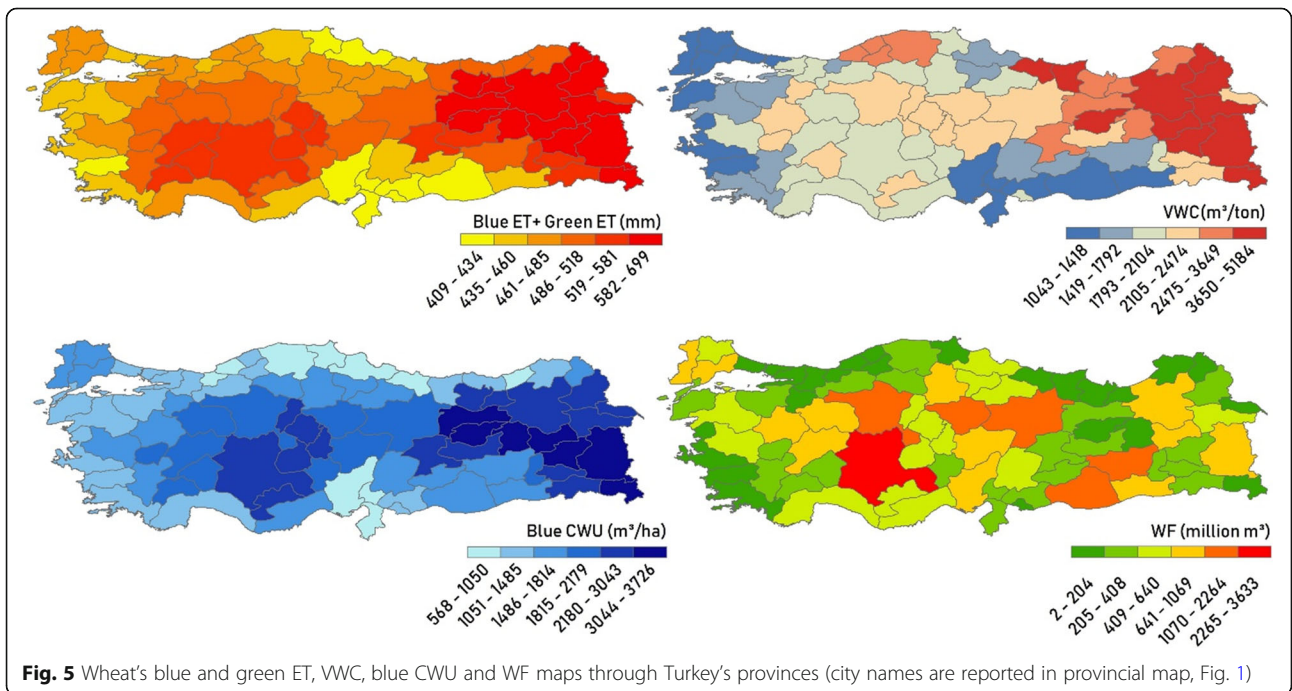 Blue ET+ Green ET (mm)
409 - 434
435 - 460
461 - 485
486 - 518
519 - 581
582 - 699
VWC (m³/ton)
1043 - 1418
1419 - 1792
1793 - 2104
2105 - 2474
2475 - 3649
3650 - 5184
Blue CWU (m³/ha)
568 - 1050
1051 - 1485
1486 - 1814
1815 - 2179
2180 - 3043
3044 - 3726
WF (million m³)
2 - 204
205 - 408
409 - 640
641 - 1069
1070 - 2264
2265 - 3633
Fig. 5 Wheat's blue and green ET, VWC, blue CWU and WF maps through Turkey's provinces (city names are reported in provincial map, Fig. 1)